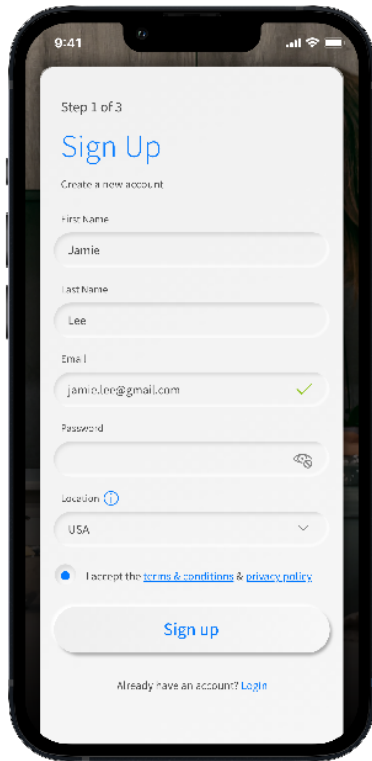 9:41
Step 1 of 3
Sign Up
Create a new account
First Name
Jamie
Last Name
Lee
Email
jamie.lee@gmail.com
Password
Location
USA
I accept the terms & conditions & privacy policy
Sign up
Already have an account? Login